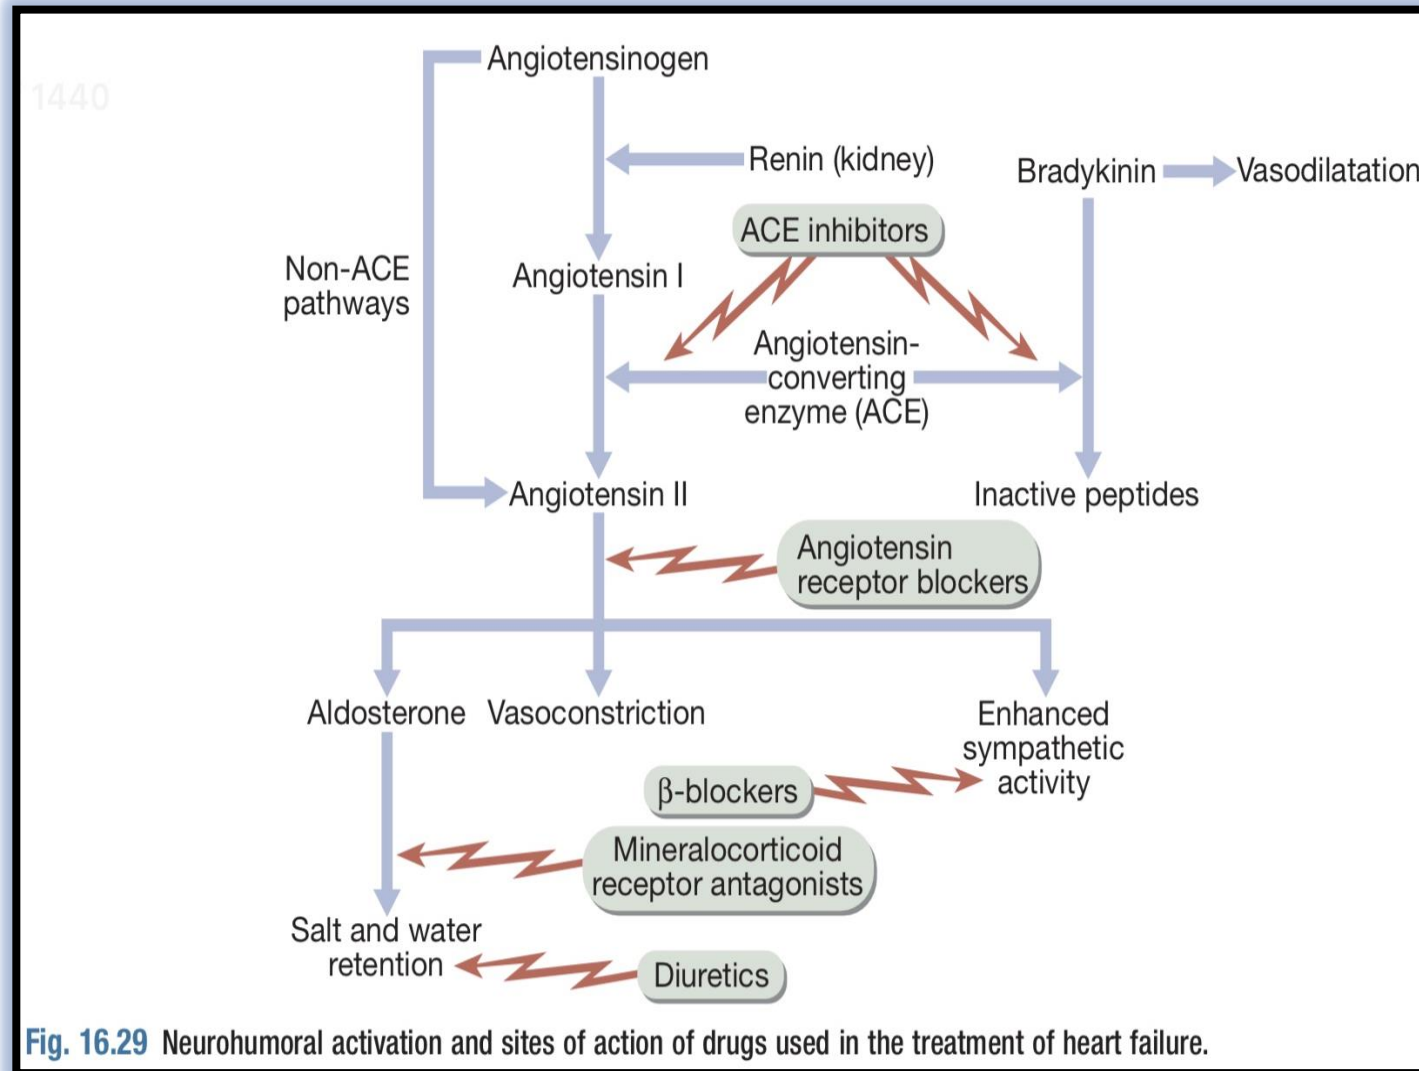 1440
Angiotensinogen
Renin (kidney)
Bradykinin
Vasodilatation
ACE inhibitors
Non-ACE
pathways
Angiotensin I
Angiotensin-
converting
enzyme (ACE)
Angiotensin II
Inactive peptides
Angiotensin
receptor blockers
Aldosterone
Vasoconstriction
Enhanced
sympathetic
activity
β-blockers
Mineralocorticoid
receptor antagonists
Salt and water
retention
Diuretics
Fig. 16.29 Neurohumoral activation and sites of action of drugs used in the treatment of heart failure.